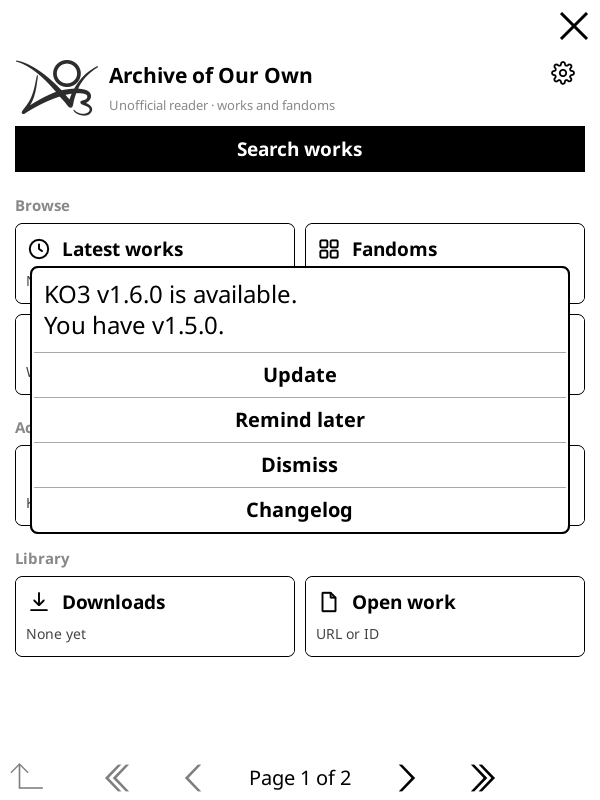 Archive of Our Own
Unofficial reader · works and fandoms
Search works
Browse
Latest works
Fandoms
KO3 v1.6.0 is available.
You have v1.5.0.
Update
Remind later
Dismiss
Changelog
Library
Downloads
None yet
Open work
URL or ID
Page 1 of 2